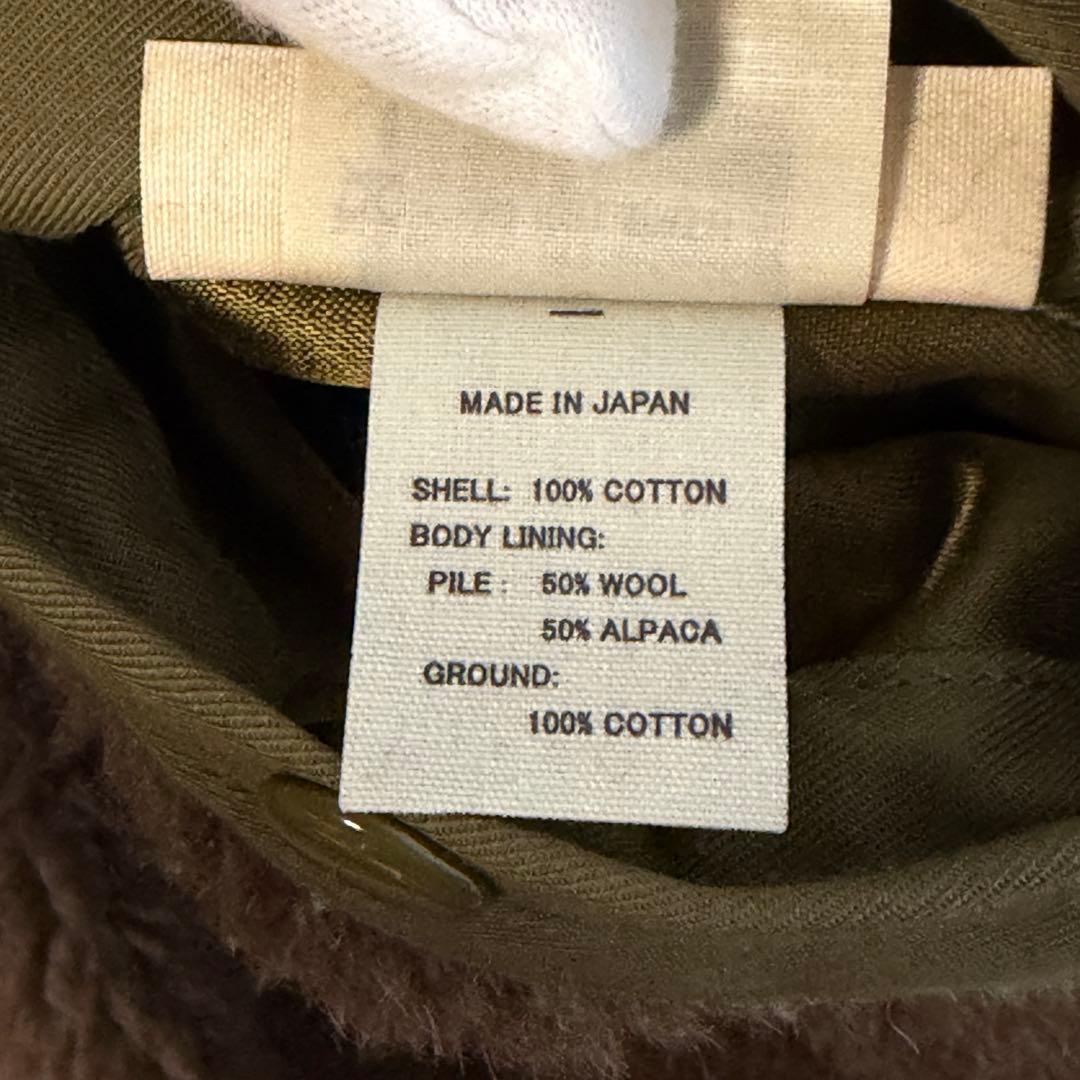 MADE IN JAPAN
SHELL: 100% COTTON
BODY LINING:
PILE : 50% WOOL
50% ALPACA
GROUND:
100% COTTON